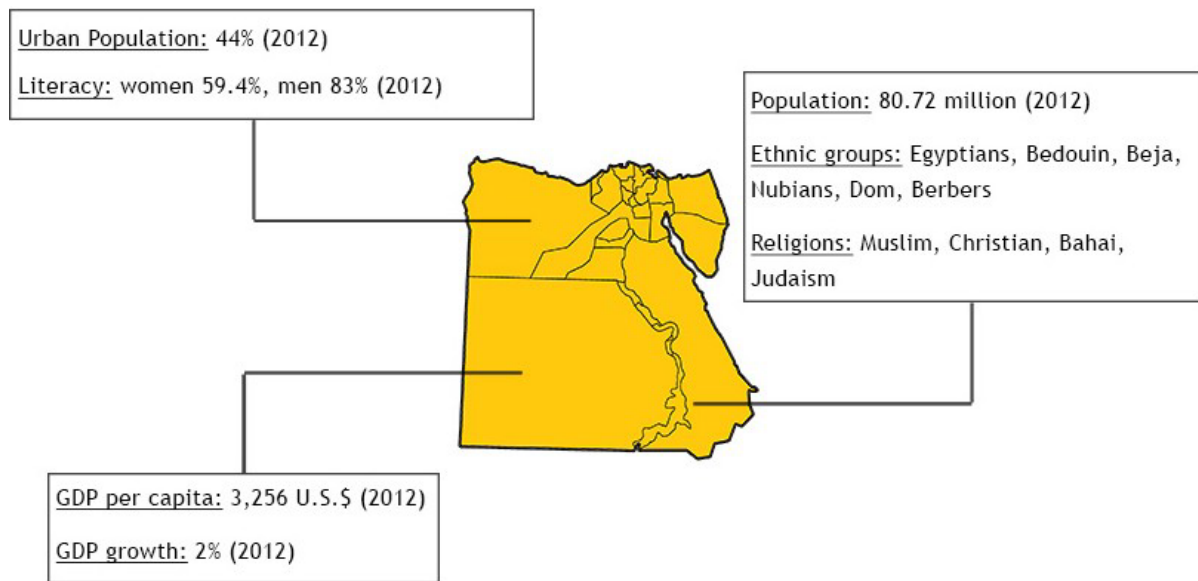 Urban Population: 44% (2012)
Literacy: women 59.4%, men 83% (2012)
Population: 80.72 million (2012)
Ethnic groups: Egyptians, Bedouin, Beja,
Nubians, Dom, Berbers
Religions: Muslim, Christian, Bahai,
Judaism
GDP per capita: 3,256 U.S.$ (2012)
GDP growth: 2% (2012)